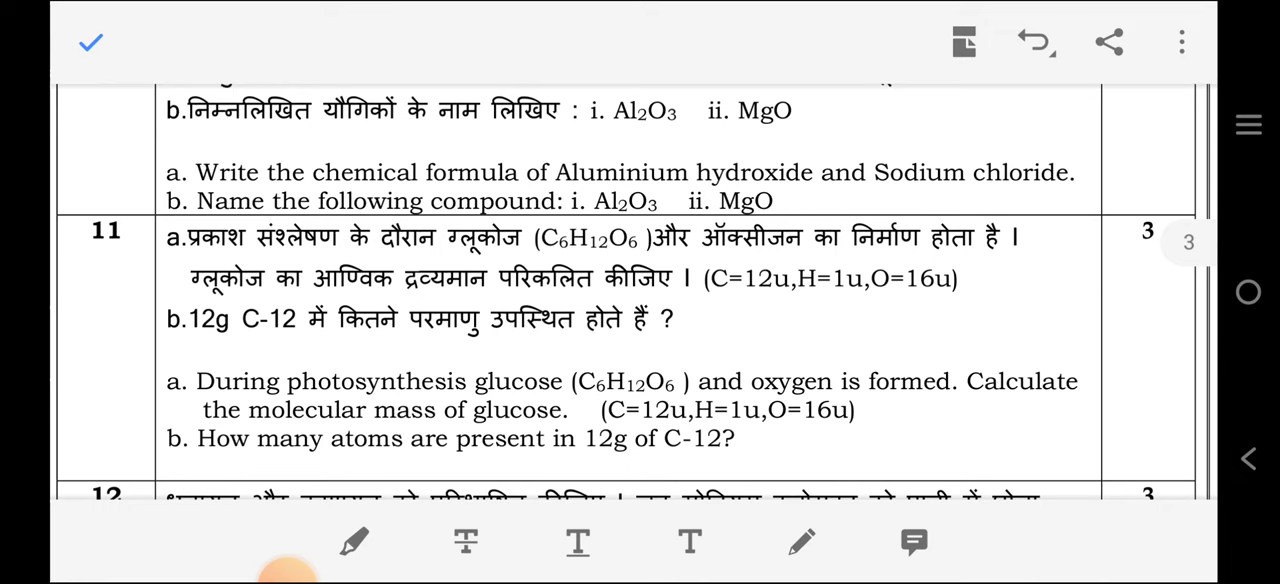 b.निम्नलिखित यौगिकों के नाम लिखिए : i. Al₂O₃ ii. MgO
a. Write the chemical formula of Aluminium hydroxide and Sodium chloride.
b. Name the following compound: i. Al₂O₃ ii. MgO
11
a.प्रकाश संश्लेषण के दौरान ग्लूकोज (C₆H₁₂O₆ )और ऑक्सीजन का निर्माण होता है I
3
3
ग्लूकोज का आण्विक द्रव्यमान परिकलित कीजिए I (C=12u,H=1u,O=16u)
b.12g C-12 में कितने परमाणु उपस्थित होते हैं ?
a. During photosynthesis glucose (C₆H₁₂O₆ ) and oxygen is formed. Calculate
the molecular mass of glucose. (C=12u,H=1u,O=16u)
b. How many atoms are present in 12g of C-12?
12
3